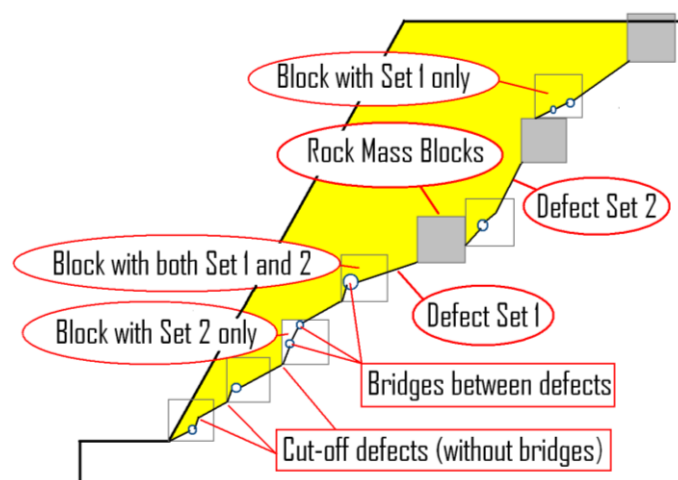 Block with Set 1 only
Rock Mass Blocks
Defect Set 2
Block with both Set 1 and 2
Defect Set 1
Block with Set 2 only
Bridges between defects
Cut-off defects (without bridges)